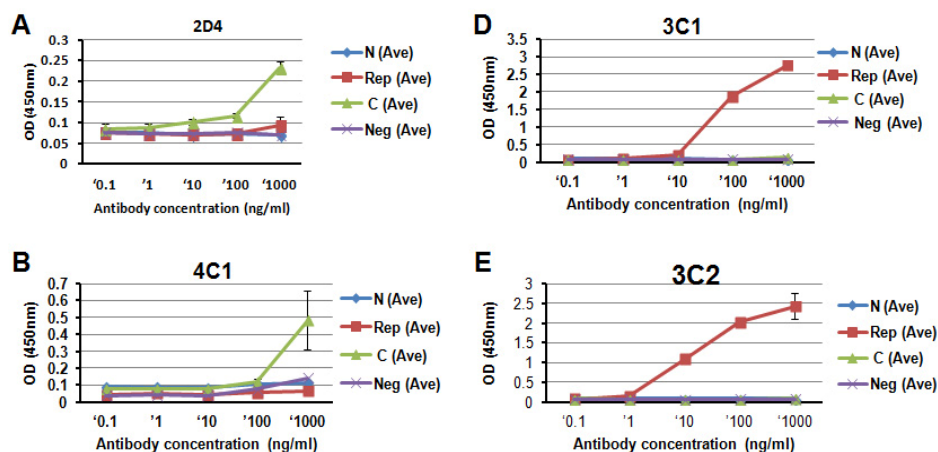 A
2D4
0.3
0.25
0.2
0.15
0.1
0.05
0
OD (450nm)
‘0.1 ’1 ‘10 ’100 ‘1000
Antibody concentration (ng/ml)
N (Ave)
Rep (Ave)
C (Ave)
Neg (Ave)
D
3C1
3.5
3
2.5
2
1.5
1
0.5
0
OD (450nm)
‘0.1 ’1 ‘10 ’100 ‘1000
Antibody concentration (ng/ml)
N (Ave)
Rep (Ave)
C (Ave)
Neg (Ave)
B
4C1
0.7
0.6
0.5
0.4
0.3
0.2
0.1
0
OD (450nm)
‘0.1 ’1 ‘10 ’100 ‘1000
Antibody concentration (ng/ml)
N (Ave)
Rep (Ave)
C (Ave)
Neg (Ave)
E
3C2
3
2.5
2
1.5
1
0.5
0
OD (450nm)
‘0.1 ’1 ‘10 ’100 ‘1000
Antibody concentration (ng/ml)
N (Ave)
Rep (Ave)
C (Ave)
Neg (Ave)